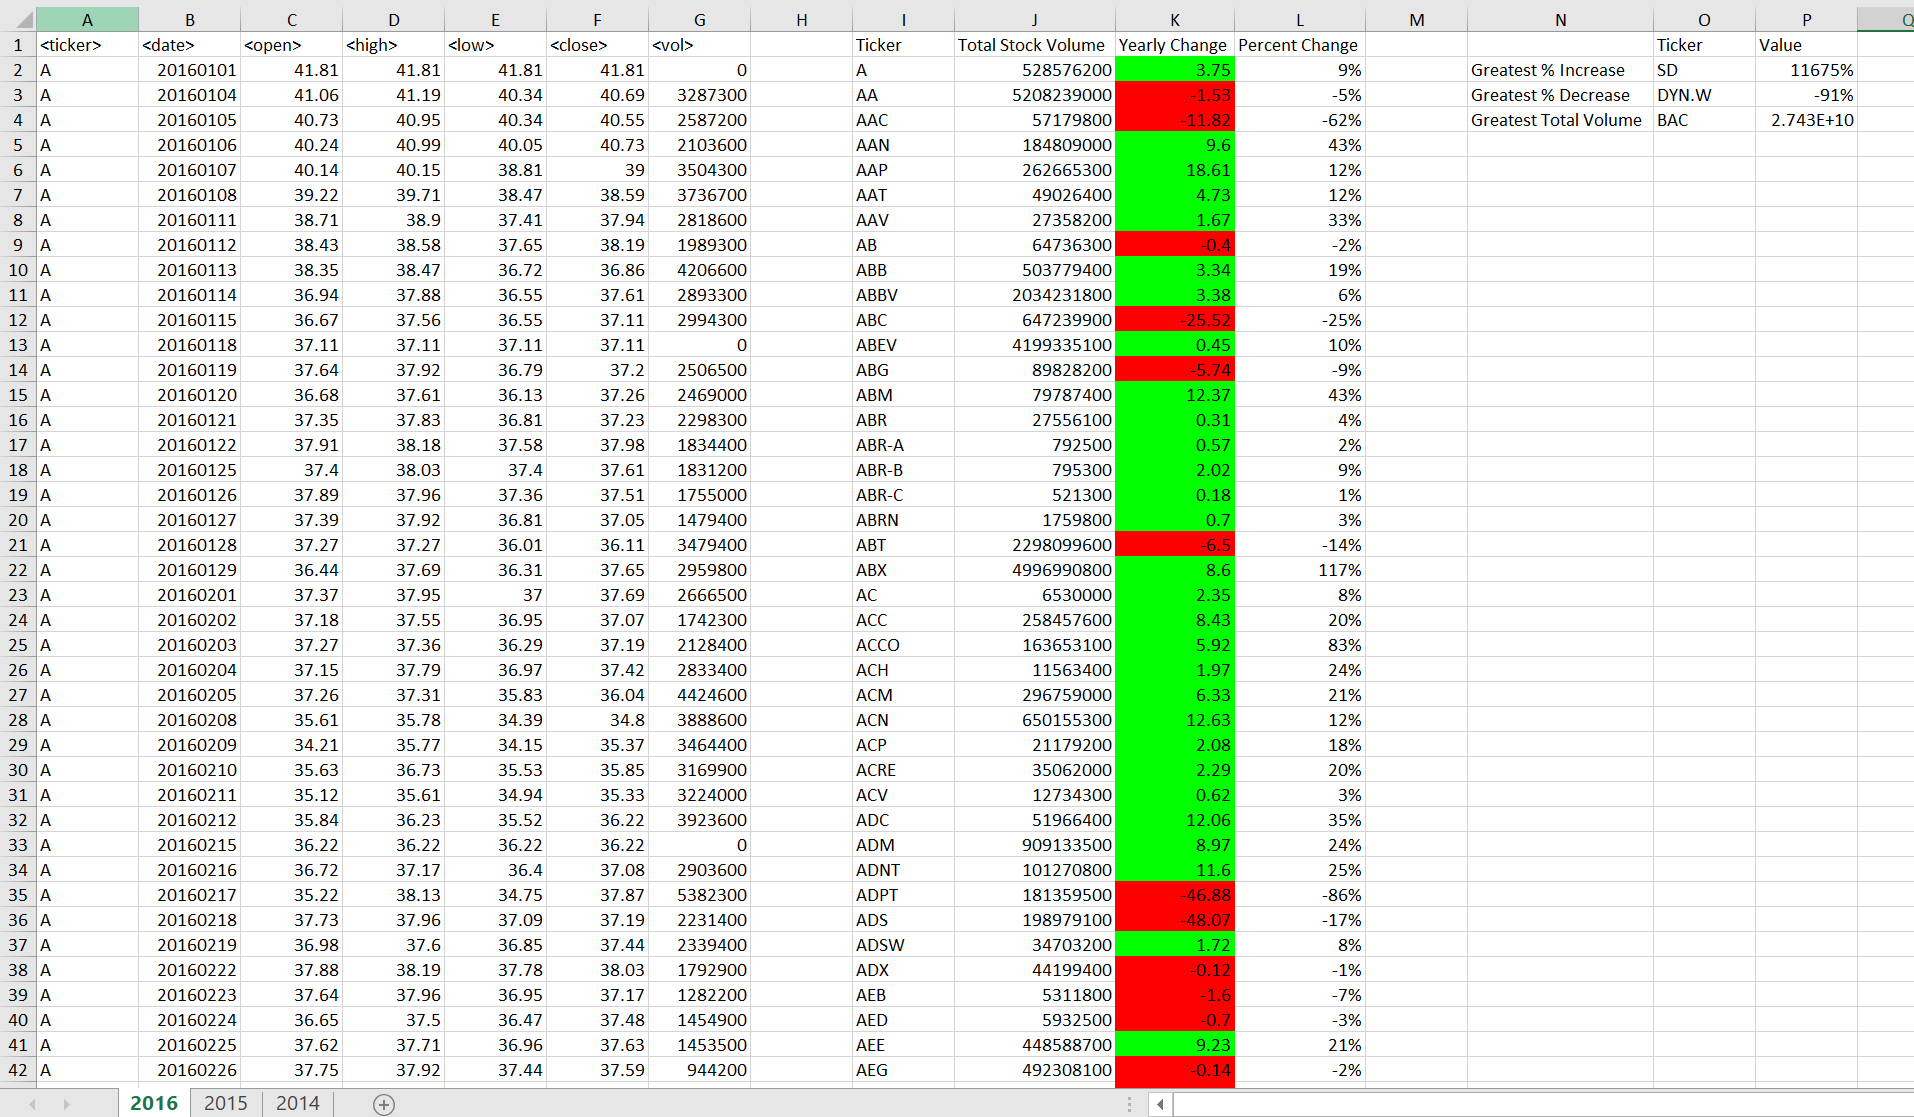 A B C D E F G H I J K L M N O P Q
1 <ticker> <date> <open> <high> <low> <close> <vol> Ticker Total Stock Volume Yearly Change Percent Change Ticker Value
2 A 20160101 41.81 41.81 41.81 41.81 0 A 528576200 3.75 9% Greatest % Increase SD 11675%
3 A 20160104 41.06 41.19 40.34 40.69 3287300 AA 5208239000 -1.53 -5% Greatest % Decrease DYN.W -91%
4 A 20160105 40.73 40.95 40.34 40.55 2587200 AAC 57179800 -11.82 -62% Greatest Total Volume BAC 2.743E+10
5 A 20160106 40.24 40.99 40.05 40.73 2103600 AAN 184809000 9.6 43%
6 A 20160107 40.14 40.15 38.81 39 3504300 AAP 262665300 18.61 12%
7 A 20160108 39.22 39.71 38.47 38.59 3736700 AAT 49026400 4.73 12%
8 A 20160111 38.71 38.9 37.41 37.94 2818600 AAV 27358200 1.67 33%
9 A 20160112 38.43 38.58 37.65 38.19 1989300 AB 64736300 -0.4 -2%
10 A 20160113 38.35 38.47 36.72 36.86 4206600 ABB 503779400 3.34 19%
11 A 20160114 36.94 37.88 36.55 37.61 2893300 ABBV 2034231800 3.38 6%
12 A 20160115 36.67 37.56 36.55 37.11 2994300 ABC 647239900 -25.52 -25%
13 A 20160118 37.11 37.11 37.11 37.11 0 ABEV 4199335100 0.45 10%
14 A 20160119 37.64 37.92 36.79 37.2 2506500 ABG 89828200 -5.74 -9%
15 A 20160120 36.68 37.61 36.13 37.26 2469000 ABM 79787400 12.37 43%
16 A 20160121 37.35 37.83 36.81 37.23 2298300 ABR 27556100 0.31 4%
17 A 20160122 37.91 38.18 37.58 37.98 1834400 ABR-A 792500 0.57 2%
18 A 20160125 37.4 38.03 37.4 37.61 1831200 ABR-B 795300 2.02 9%
19 A 20160126 37.89 37.96 37.36 37.51 1755000 ABR-C 521300 0.18 1%
20 A 20160127 37.39 37.92 36.81 37.05 1479400 ABRN 1759800 0.7 3%
21 A 20160128 37.27 37.27 36.01 36.11 3479400 ABT 2298099600 -6.5 -14%
22 A 20160129 36.44 37.69 36.31 37.65 2959800 ABX 4996990800 8.6 117%
23 A 20160201 37.37 37.95 37 37.69 2666500 AC 6530000 2.35 8%
24 A 20160202 37.18 37.55 36.95 37.07 1742300 ACC 258457600 8.43 20%
25 A 20160203 37.27 37.36 36.29 37.19 2128400 ACCO 163653100 5.92 83%
26 A 20160204 37.15 37.79 36.97 37.42 2833400 ACH 11563400 1.97 24%
27 A 20160205 37.26 37.31 35.83 36.04 4424600 ACM 296759000 6.33 21%
28 A 20160208 35.61 35.78 34.39 34.8 3888600 ACN 650155300 12.63 12%
29 A 20160209 34.21 35.77 34.15 35.37 3464400 ACP 21179200 2.08 18%
30 A 20160210 35.63 36.73 35.53 35.85 3169900 ACRE 35062000 2.29 20%
31 A 20160211 35.12 35.61 34.94 35.33 3224000 ACV 12734300 0.62 3%
32 A 20160212 35.84 36.23 35.52 36.22 3923600 ADC 51966400 12.06 35%
33 A 20160215 36.22 36.22 36.22 36.22 0 ADM 909133500 8.97 24%
34 A 20160216 36.72 37.17 36.4 37.08 2903600 ADNT 101270800 11.6 25%
35 A 20160217 35.22 38.13 34.75 37.87 5382300 ADPT 181359500 -46.88 -86%
36 A 20160218 37.73 37.96 37.09 37.19 2231400 ADS 198979100 -48.07 -17%
37 A 20160219 36.98 37.6 36.85 37.44 2339400 ADSW 34703200 1.72 8%
38 A 20160222 37.88 38.19 37.78 38.03 1792900 ADX 44199400 -0.12 -1%
39 A 20160223 37.64 37.96 36.95 37.17 1282200 AEB 5311800 -1.6 -7%
40 A 20160224 36.65 37.5 36.47 37.48 1454900 AED 5932500 -0.7 -3%
41 A 20160225 37.62 37.71 36.96 37.63 1453500 AEE 448588700 9.23 21%
42 A 20160226 37.75 37.92 37.44 37.59 944200 AEG 492308100 -0.14 -2%
2016 2015 2014